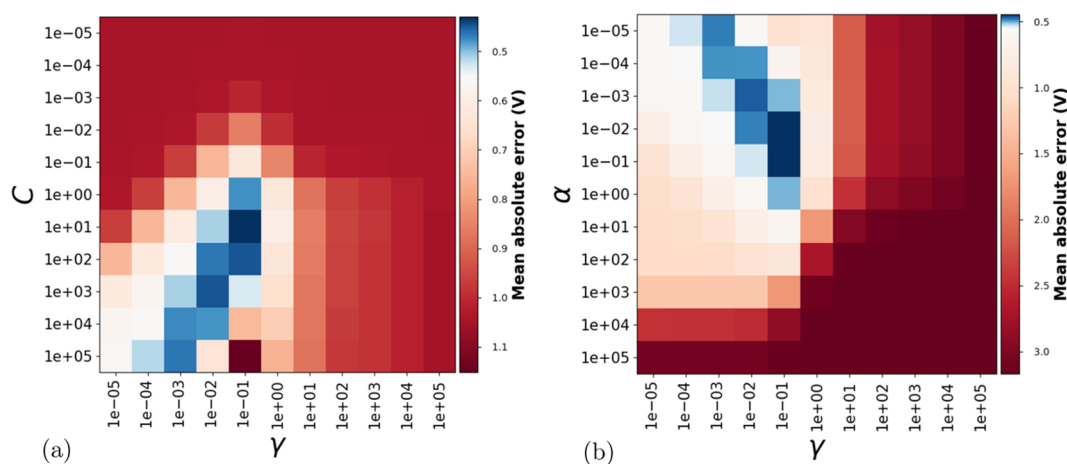 1e−05
1e−04
1e−03
1e−02
1e−01
1e+00
1e+01
1e+02
1e+03
1e+04
1e+05
C
1e−05
1e−04
1e−03
1e−02
1e−01
1e+00
1e+01
1e+02
1e+03
1e+04
1e+05
γ
(a)
0.5
0.6
0.7
0.8
0.9
1.0
1.1
Mean absolute error (V)
1e−05
1e−04
1e−03
1e−02
1e−01
1e+00
1e+01
1e+02
1e+03
1e+04
1e+05
α
1e−05
1e−04
1e−03
1e−02
1e−01
1e+00
1e+01
1e+02
1e+03
1e+04
1e+05
γ
(b)
0.5
1.0
1.5
2.0
2.5
3.0
Mean absolute error (V)